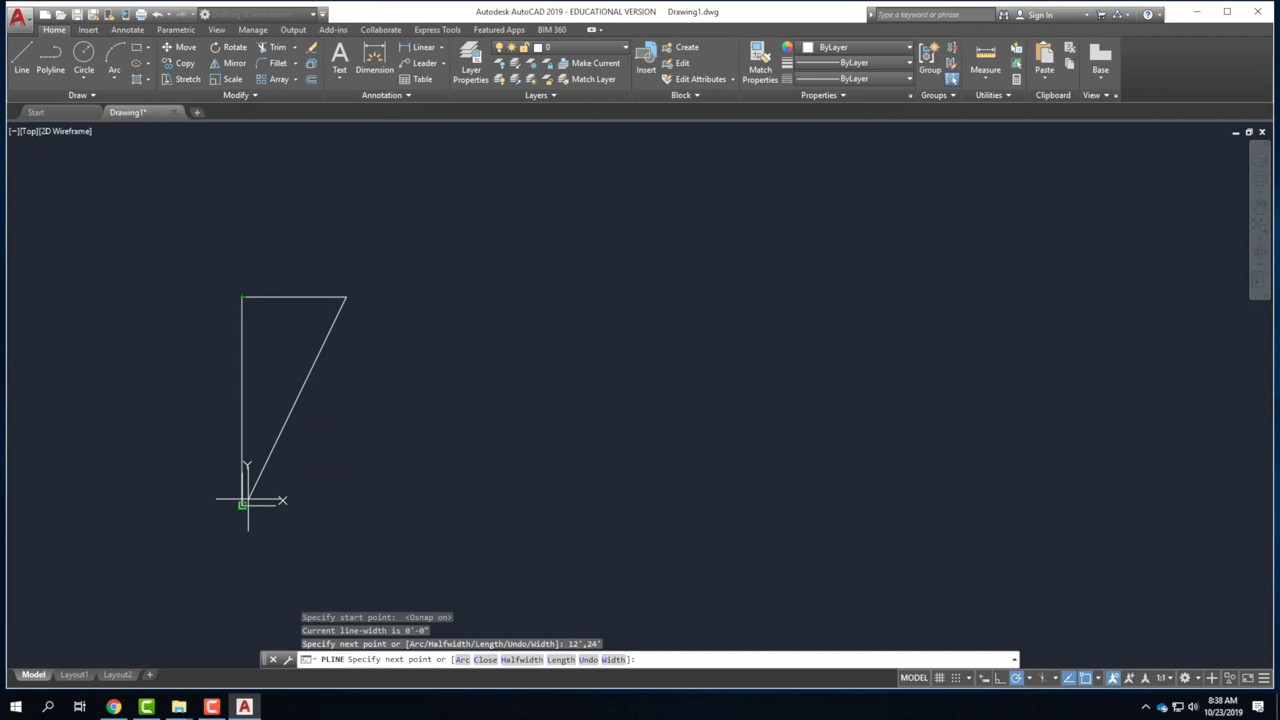 Autodesk AutoCAD 2019 - EDUCATIONAL VERSION Drawing1.dwg
Drafting & Annotation
Type a keyword or phrase
Sign In
Home Insert Annotate Parametric View Manage Output Add-ins Collaborate Express Tools Featured Apps BIM 360
Line Polyline Circle Arc
Move Rotate Trim
Copy Mirror Fillet
Stretch Scale Array
Text Dimension
Linear
Leader
Table
Layer Properties
0
Make Current
Match Layer
Insert
Create
Edit
Edit Attributes
Match Properties
ByLayer
ByLayer
ByLayer
Group Measure Paste Base
Draw Modify Annotation Layers Block Properties Groups Utilities Clipboard View
Start Drawing1*
[−][Top][2D Wireframe]
Y
X
Specify start point: <Osnap on>
Current line-width is 0'-0"
Specify next point or [Arc/Halfwidth/Length/Undo/Width]: 12',24'
PLINE Specify next point or [Arc Close Halfwidth Length Undo Width]:
Model Layout1 Layout2
MODEL 1:1
8:38 AM
10/23/2019